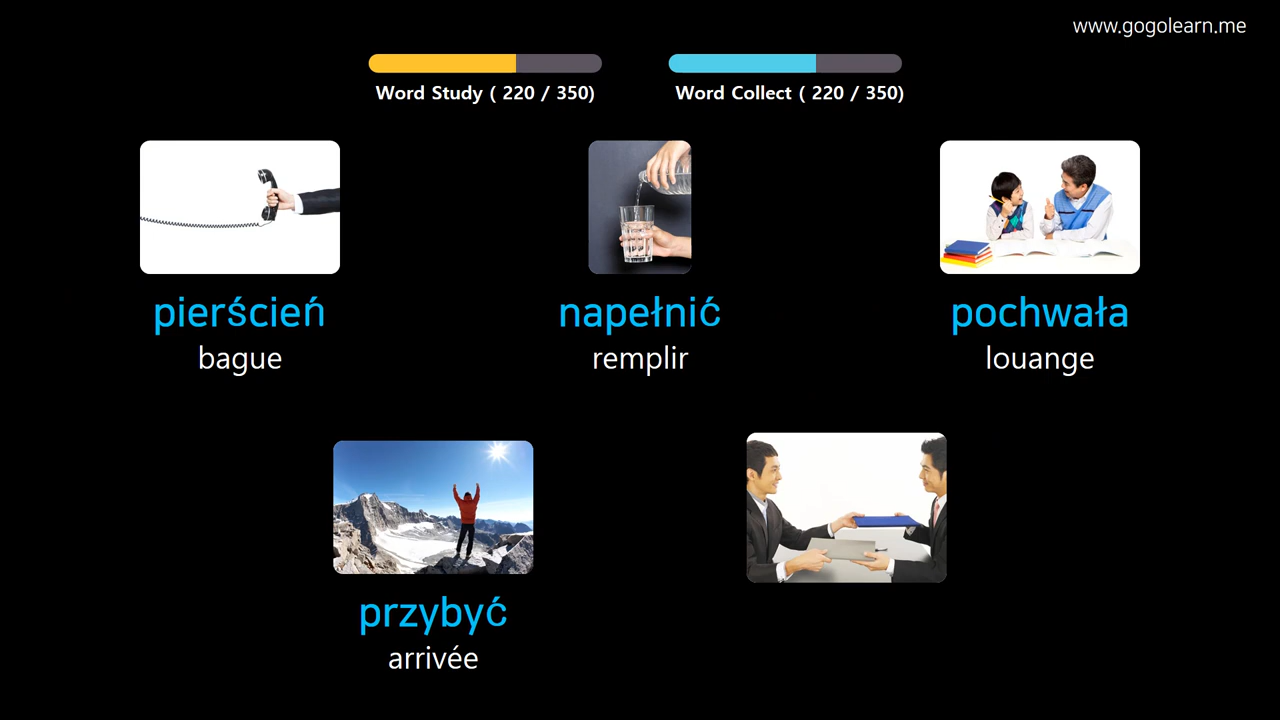 www.gogolearn.me
Word Study ( 220 / 350)
Word Collect ( 220 / 350)
pierścień
bague
napełnić
remplir
pochwała
louange
przybyć
arrivée